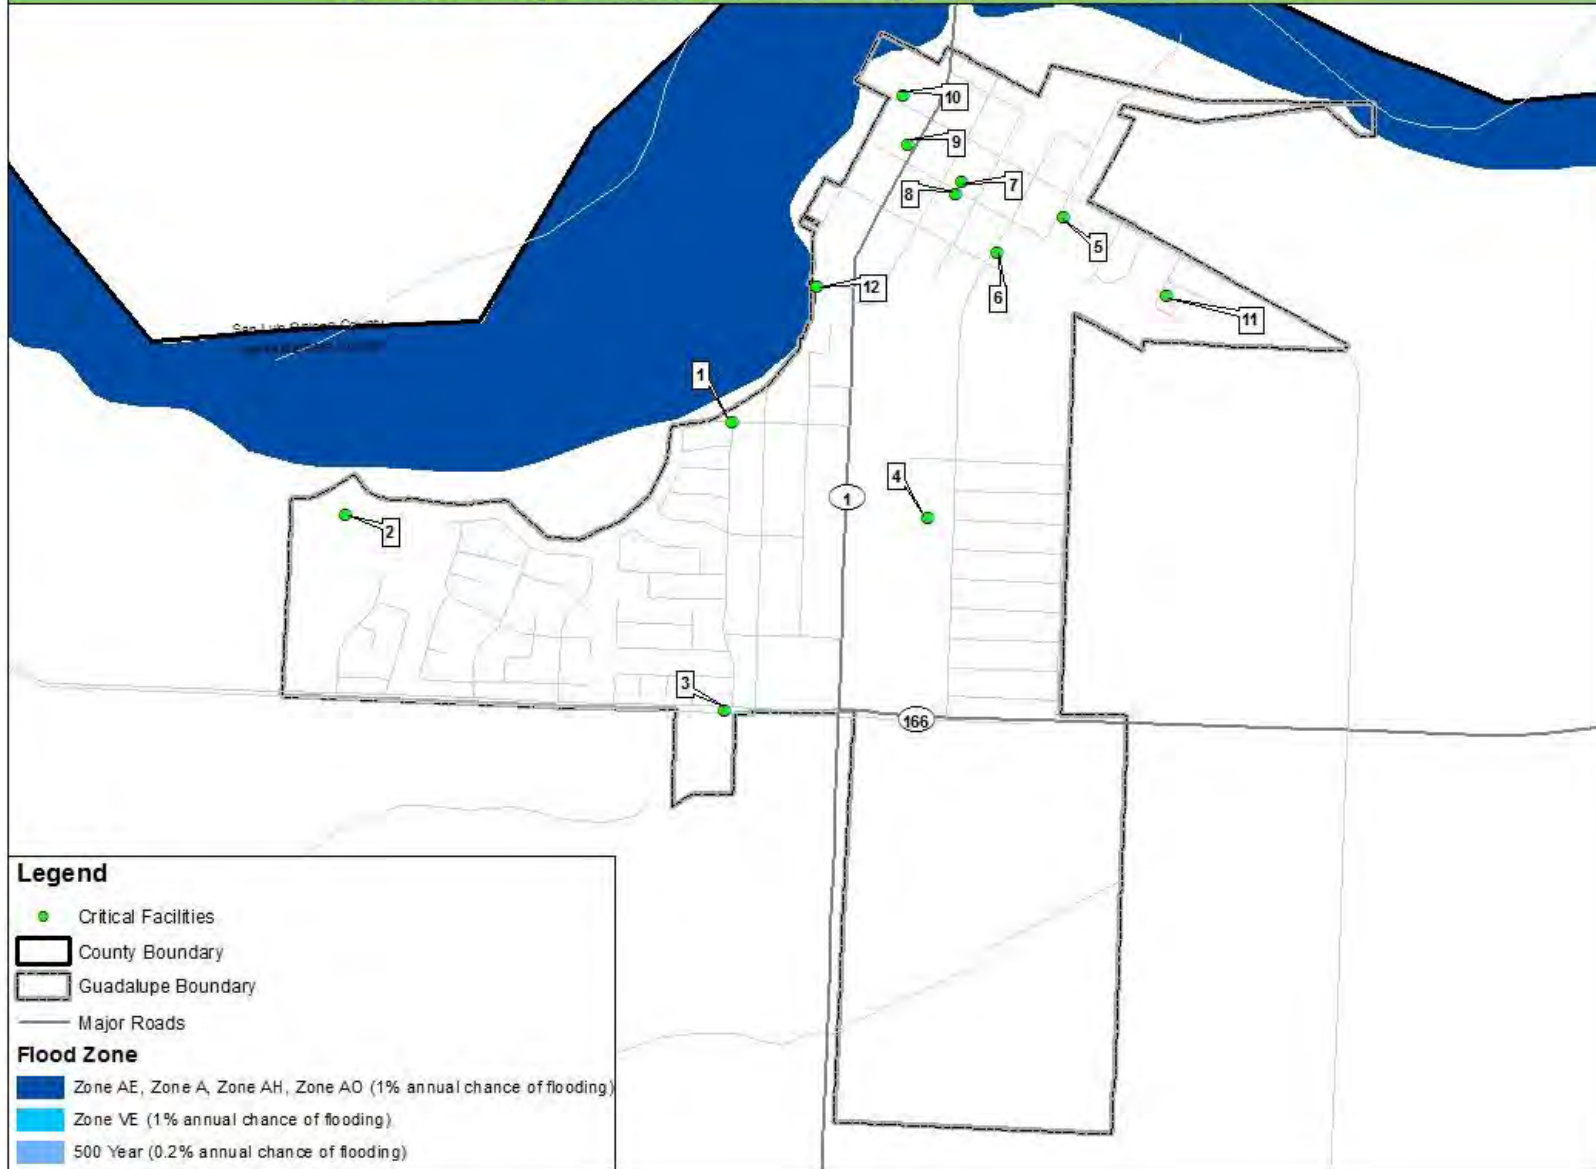 10
9
7
8
5
6
12
11
1
4
1
2
3
166
Legend
Critical Facilities
County Boundary
Guadalupe Boundary
Major Roads
Flood Zone
Zone AE, Zone A, Zone AH, Zone AO (1% annual chance of flooding)
Zone VE (1% annual chance of flooding)
500 Year (0.2% annual chance of flooding)